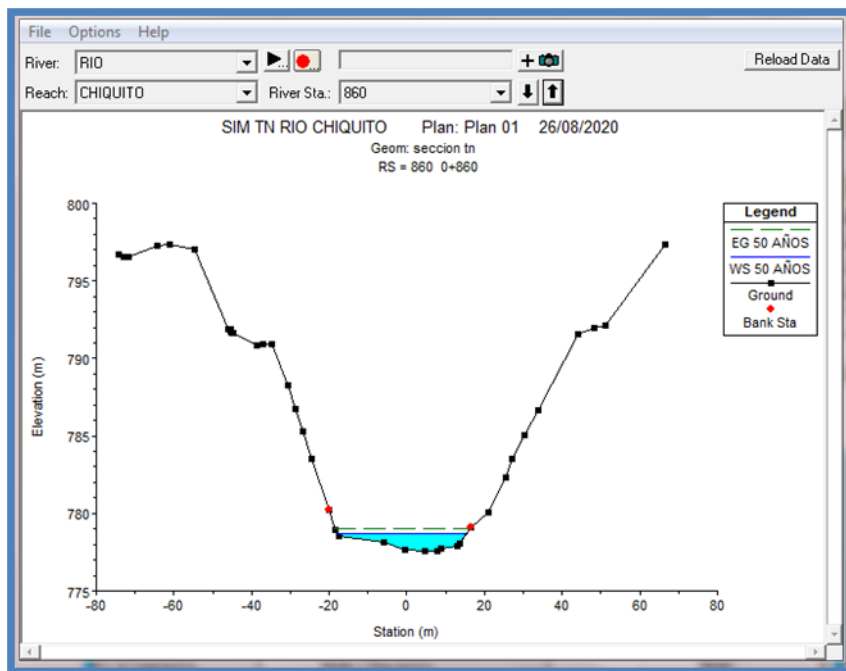 File Options Help
River: RIO Reload Data
Reach: CHIQUITO River Sta.: 860
SIM TN RIO CHIQUITO Plan: Plan 01 26/08/2020
Geom: seccion tn
RS = 860 0+860
Legend
EG 50 AÑOS
WS 50 AÑOS
Ground
Bank Sta
Elevation (m)
800
795
790
785
780
775
-80 -60 -40 -20 0 20 40 60 80
Station (m)